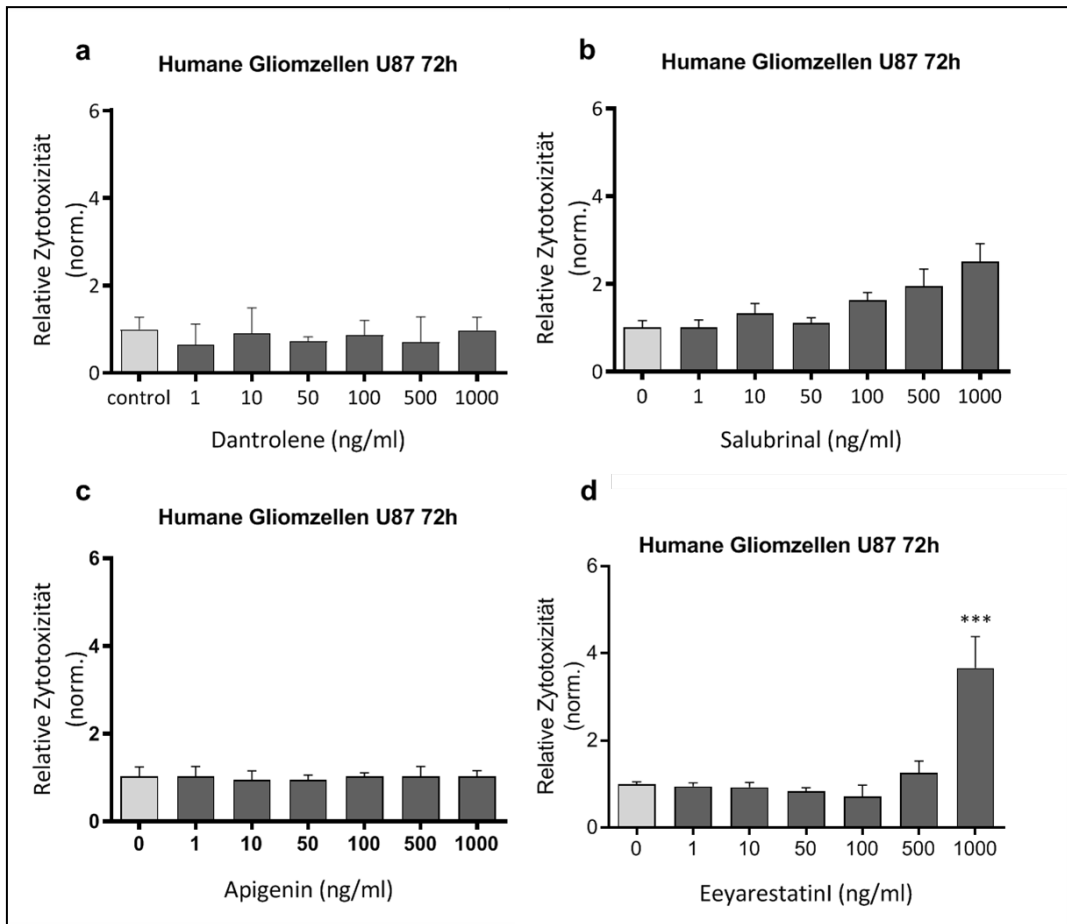 a
Humane Gliomzellen U87 72h
Relative Zytotoxizität
(norm.)
6
4
2
0
control 1 10 50 100 500 1000
Dantrolene (ng/ml)
b
Humane Gliomzellen U87 72h
Relative Zytotoxizität
(norm.)
6
4
2
0
0 1 10 50 100 500 1000
Salubrinal (ng/ml)
c
Humane Gliomzellen U87 72h
Relative Zytotoxizität
(norm.)
6
4
2
0
0 1 10 50 100 500 1000
Apigenin (ng/ml)
d
Humane Gliomzellen U87 72h
Relative Zytotoxizität
(norm.)
6
4
2
0
***
0 1 10 50 100 500 1000
EeyarestatinI (ng/ml)